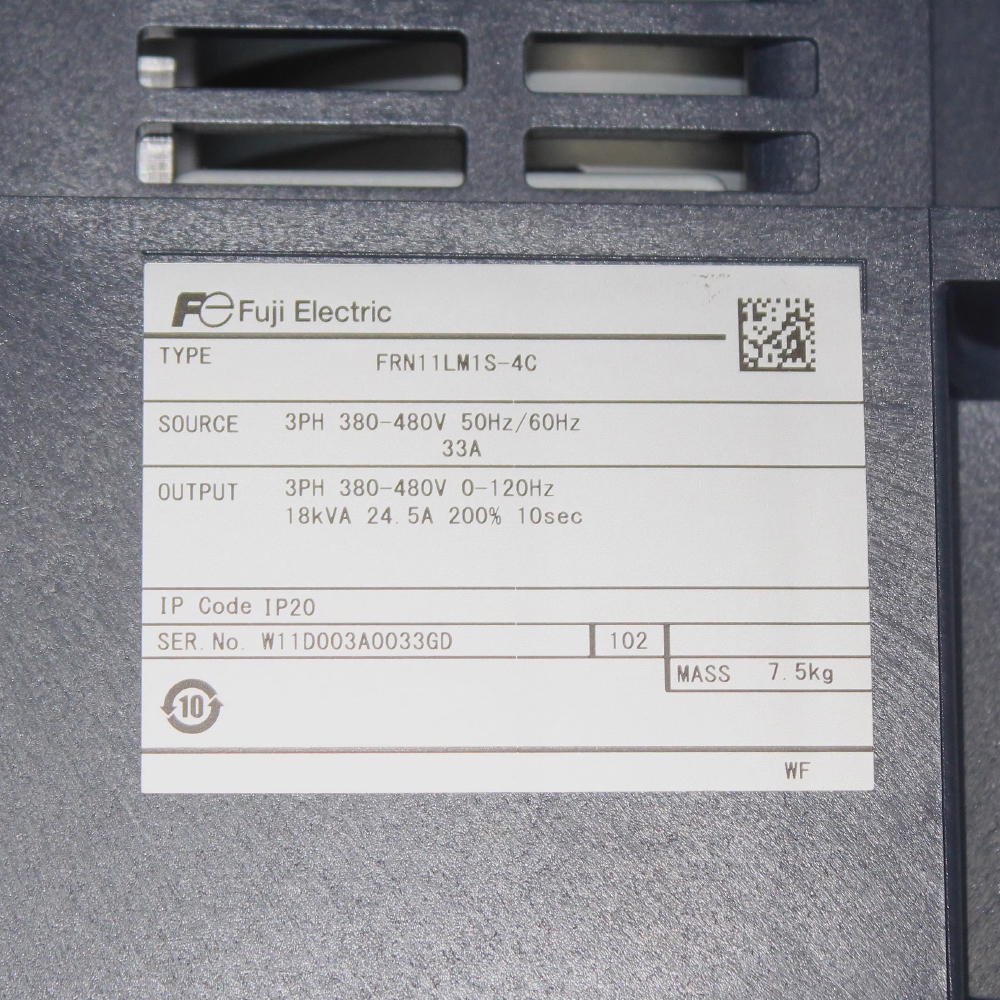 Fe Fuji Electric
TYPE FRN11LM1S-4C
SOURCE 3PH 380-480V 50Hz/60Hz
33A
OUTPUT 3PH 380-480V 0-120Hz
18kVA 24.5A 200% 10sec
IP Code IP20
SER.No. W11D003A0033GD 102
MASS 7.5kg
10
WF